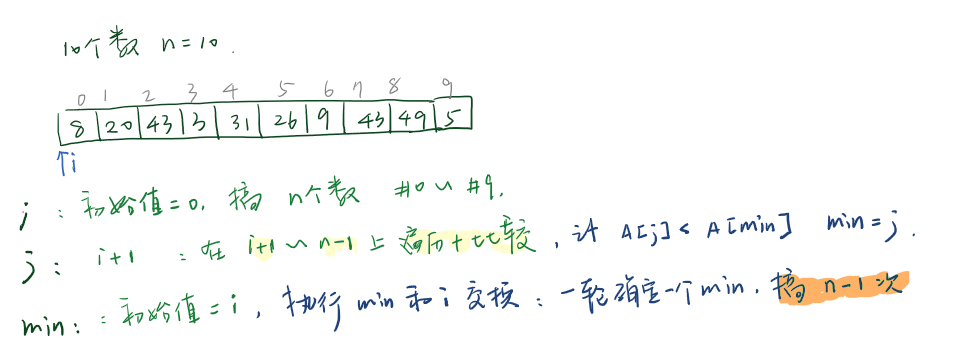 10个数 n=10.
0 1 2 3 4 5 6 7 8 9
8 20 43 3 31 26 9 43 49 5
↑i
j : 初始值=0, 搞 n个数 #0~#9.
j : i+1 : 在 i+1~n-1 上遍历+比较, 计 A[j]<A[min] min=j.
min: : 初始值=i, 执行 min 和 i 交换; 一轮确定一个min, 搞 n-1次